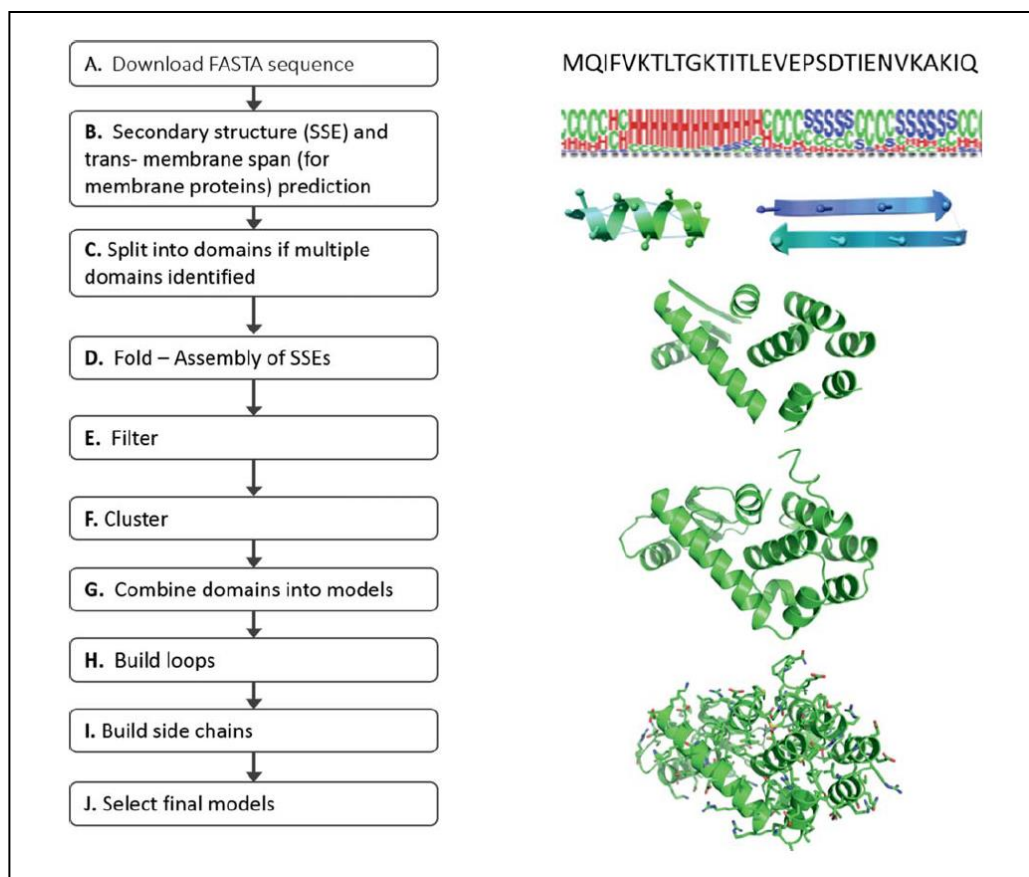 A. Download FASTA sequence
MQIFVKTLTGKTITLEVEPSDTIENVKAKIQ
B. Secondary structure (SSE) and
trans- membrane span (for
membrane proteins) prediction
C. Split into domains if multiple
domains identified
D. Fold – Assembly of SSEs
E. Filter
F. Cluster
G. Combine domains into models
H. Build loops
I. Build side chains
J. Select final models